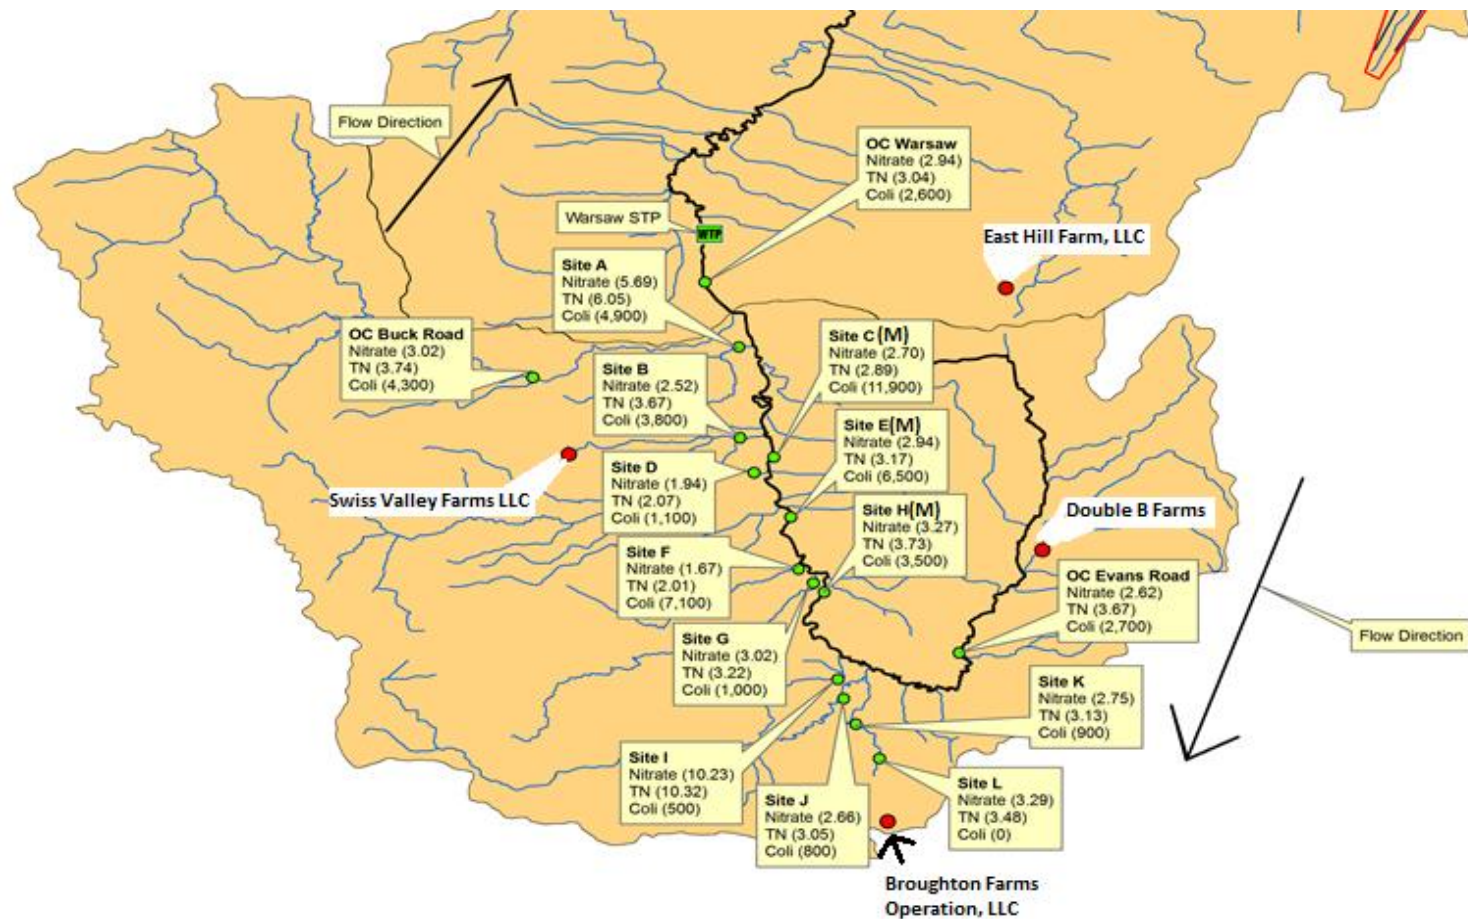 Flow Direction
OC Warsaw
Nitrate (2.94)
TN (3.04)
Coli (2,600)
Warsaw STP
WTP
East Hill Farm, LLC
Site A
Nitrate (5.69)
TN (6.05)
Coli (4,900)
OC Buck Road
Nitrate (3.02)
TN (3.74)
Coli (4,300)
Site C(M)
Nitrate (2.70)
TN (2.89)
Coli (11,900)
Site B
Nitrate (2.52)
TN (3.67)
Coli (3,800)
Site E(M)
Nitrate (2.94)
TN (3.17)
Coli (6,500)
Site D
Nitrate (1.94)
TN (2.07)
Coli (1,100)
Swiss Valley Farms LLC
Site H(M)
Nitrate (3.27)
TN (3.73)
Coli (3,500)
Double B Farms
Site F
Nitrate (1.67)
TN (2.01)
Coli (7,100)
OC Evans Road
Nitrate (2.62)
TN (3.67)
Coli (2,700)
Flow Direction
Site G
Nitrate (3.02)
TN (3.22)
Coli (1,000)
Site K
Nitrate (2.75)
TN (3.13)
Coli (900)
Site I
Nitrate (10.23)
TN (10.32)
Coli (500)
Site J
Nitrate (2.66)
TN (3.05)
Coli (800)
Site L
Nitrate (3.29)
TN (3.48)
Coli (0)
Broughton Farms
Operation, LLC